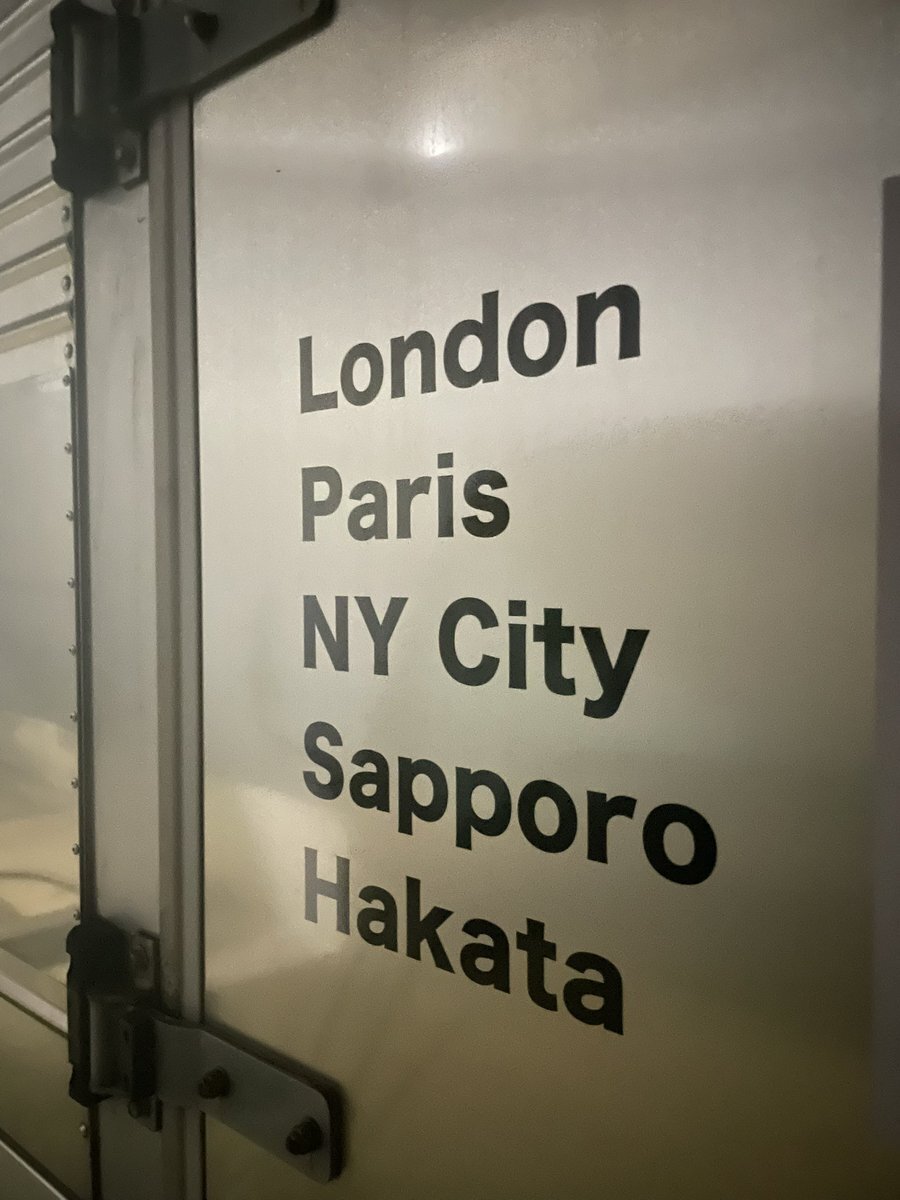 London
Paris
NY City
Sapporo
Hakata